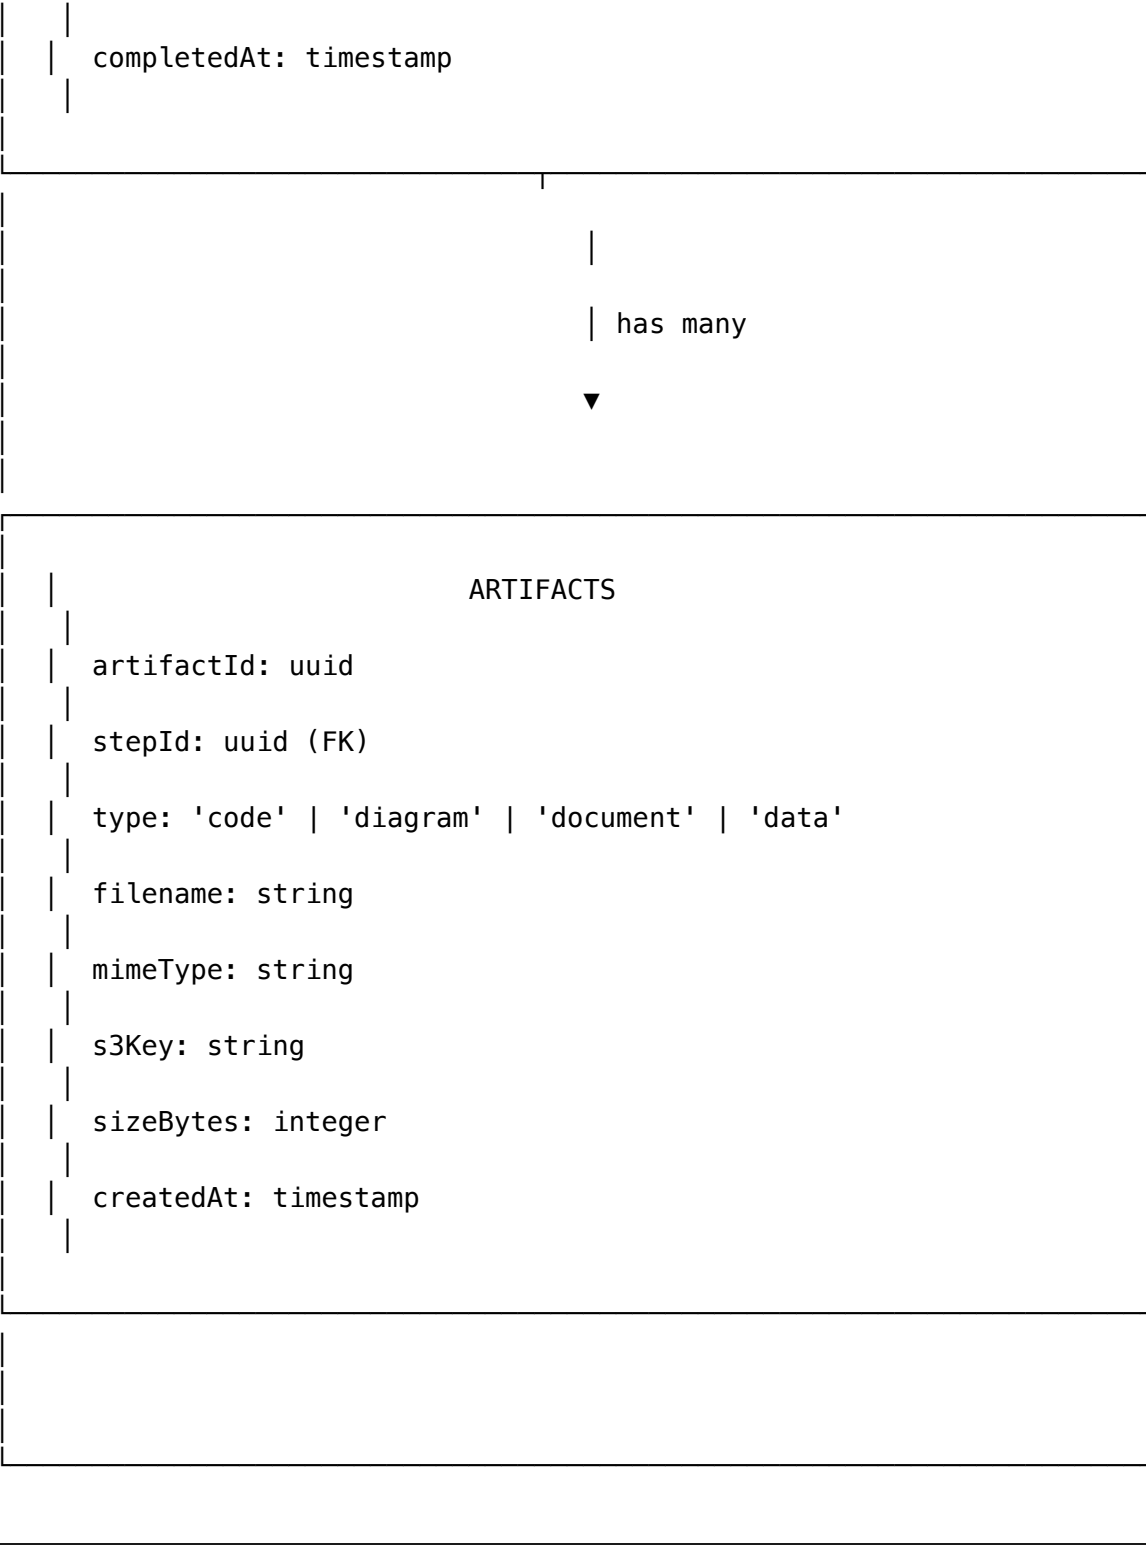 completedAt: timestamp
has many
▼
ARTIFACTS
artifactId: uuid
stepId: uuid (FK)
type: 'code' | 'diagram' | 'document' | 'data'
filename: string
mimeType: string
s3Key: string
sizeBytes: integer
createdAt: timestamp